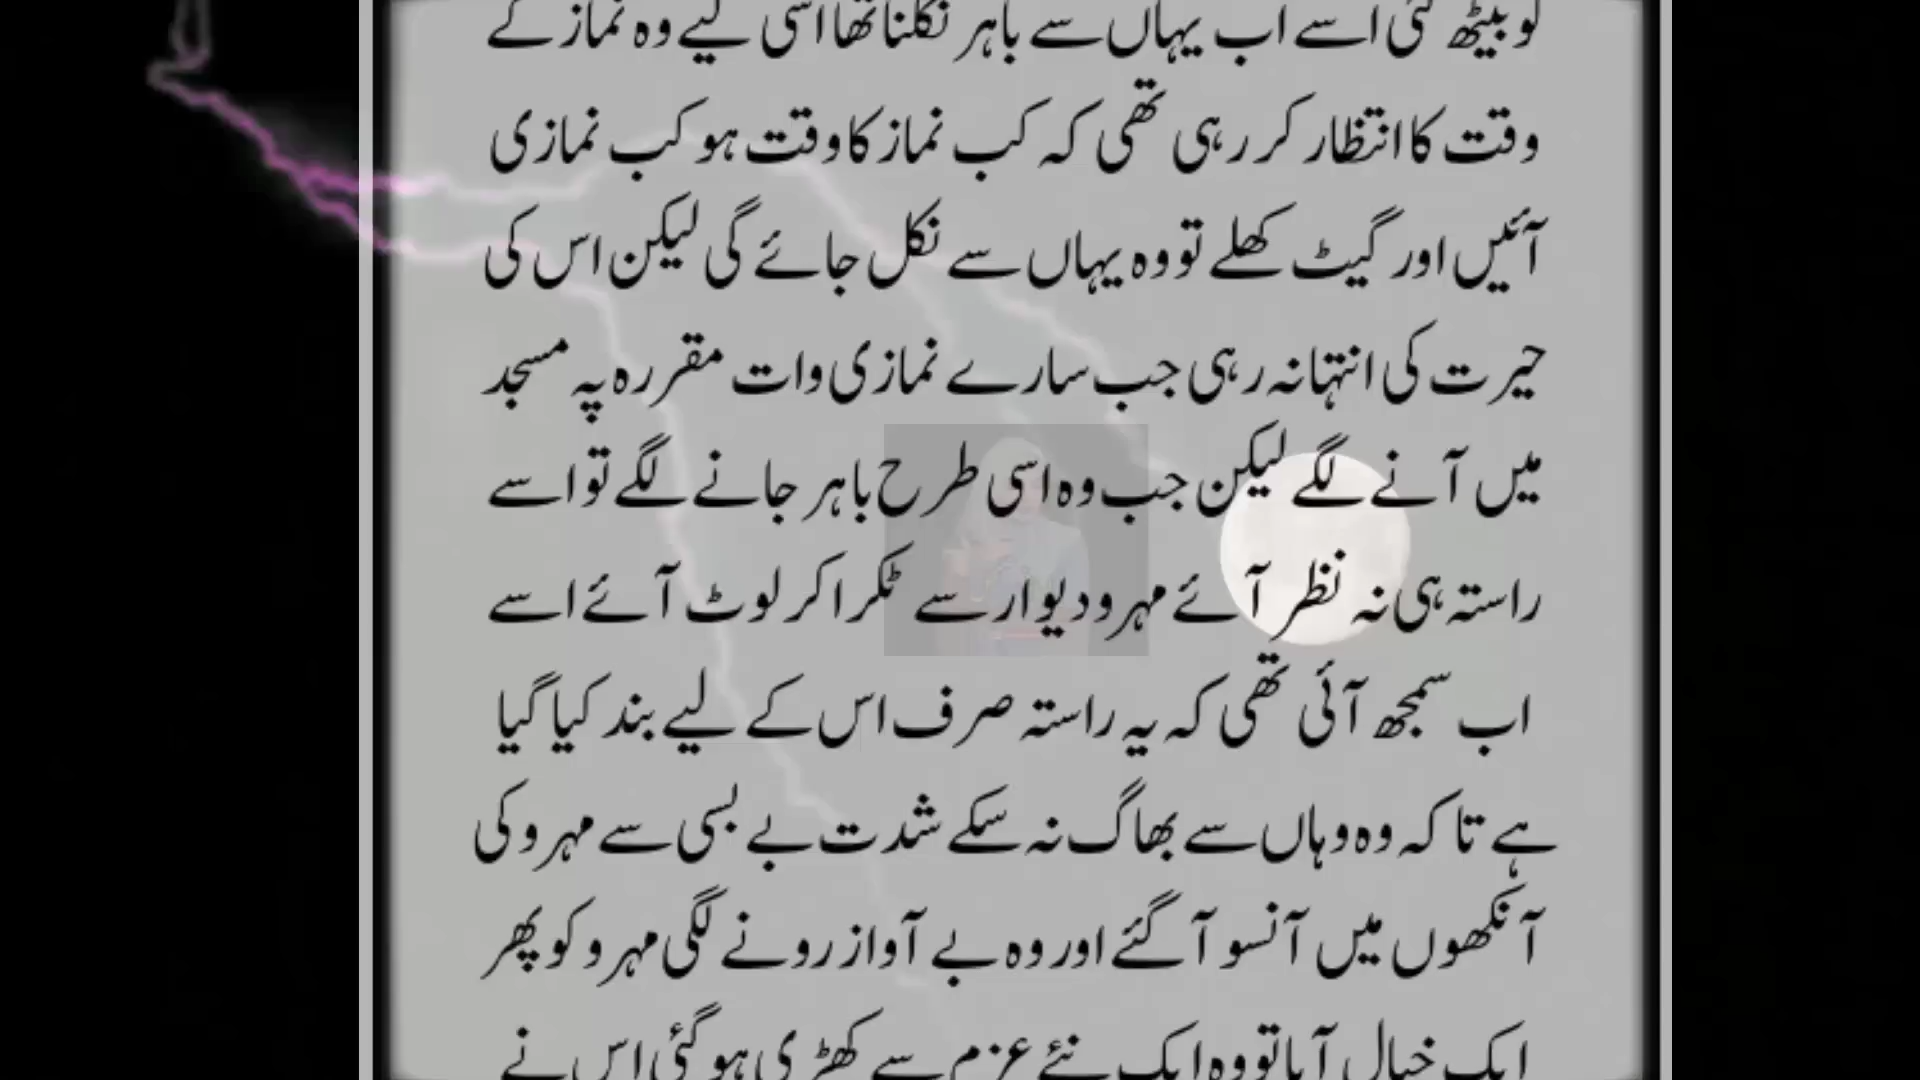 کو بیٹھ گئی اسے اب یہاں سے باہر نکلنا تھا اسی لیے وہ نماز کے
وقت کا انتظار کر رہی تھی کہ کب نماز کا وقت ہو کب نمازی
آئیں اور گیٹ کھلے تو وہ یہاں سے نکل جائے گی لیکن اس کی
حیرت کی انتہا نہ رہی جب سارے نمازی وات مقررہ پہ مسجد
میں آنے لگے لیکن جب وہ اسی طرح باہر جانے لگے تو اسے
راستہ ہی نہ نظر آئے مہرو دیوار سے ٹکرا کر لوٹ آئے اسے
اب سمجھ آئی تھی کہ یہ راستہ صرف اس کے لیے بند کیا گیا
ہے تا کہ وہ وہاں سے بھاگ نہ سکے شدت بے بسی سے مہرو کی
آنکھوں میں آنسو آ گئے اور وہ بے آواز رونے لگی مہرو کو پھر
ایک خیال آیا تو وہ ایک نئے عزم سے کھڑی ہو گئی اس نے